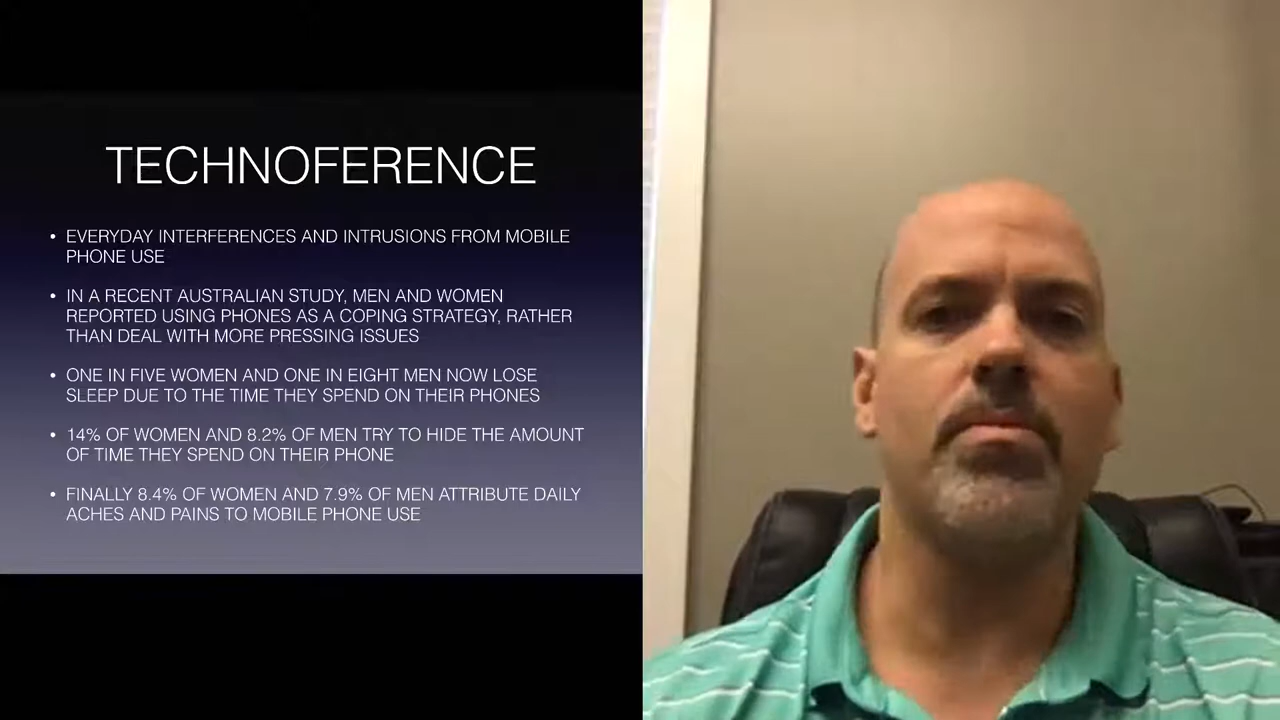 TECHNOFERENCE
• EVERYDAY INTERFERENCES AND INTRUSIONS FROM MOBILE
PHONE USE
• IN A RECENT AUSTRALIAN STUDY, MEN AND WOMEN
REPORTED USING PHONES AS A COPING STRATEGY, RATHER
THAN DEAL WITH MORE PRESSING ISSUES
• ONE IN FIVE WOMEN AND ONE IN EIGHT MEN NOW LOSE
SLEEP DUE TO THE TIME THEY SPEND ON THEIR PHONES
• 14% OF WOMEN AND 8.2% OF MEN TRY TO HIDE THE AMOUNT
OF TIME THEY SPEND ON THEIR PHONE
• FINALLY 8.4% OF WOMEN AND 7.9% OF MEN ATTRIBUTE DAILY
ACHES AND PAINS TO MOBILE PHONE USE